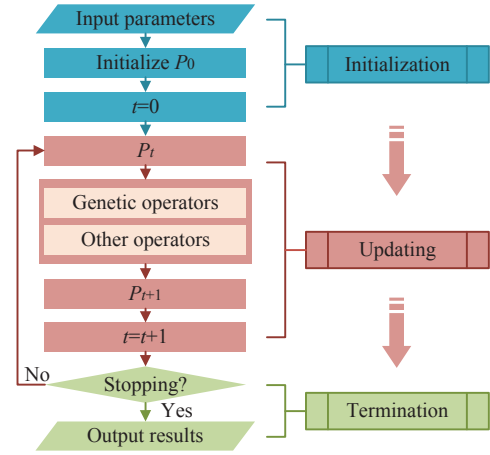 Input parameters
Initialize P0
Initialization
t=0
Pt
Genetic operators
Other operators
Updating
Pt+1
t=t+1
No
Stopping?
Yes
Termination
Output results